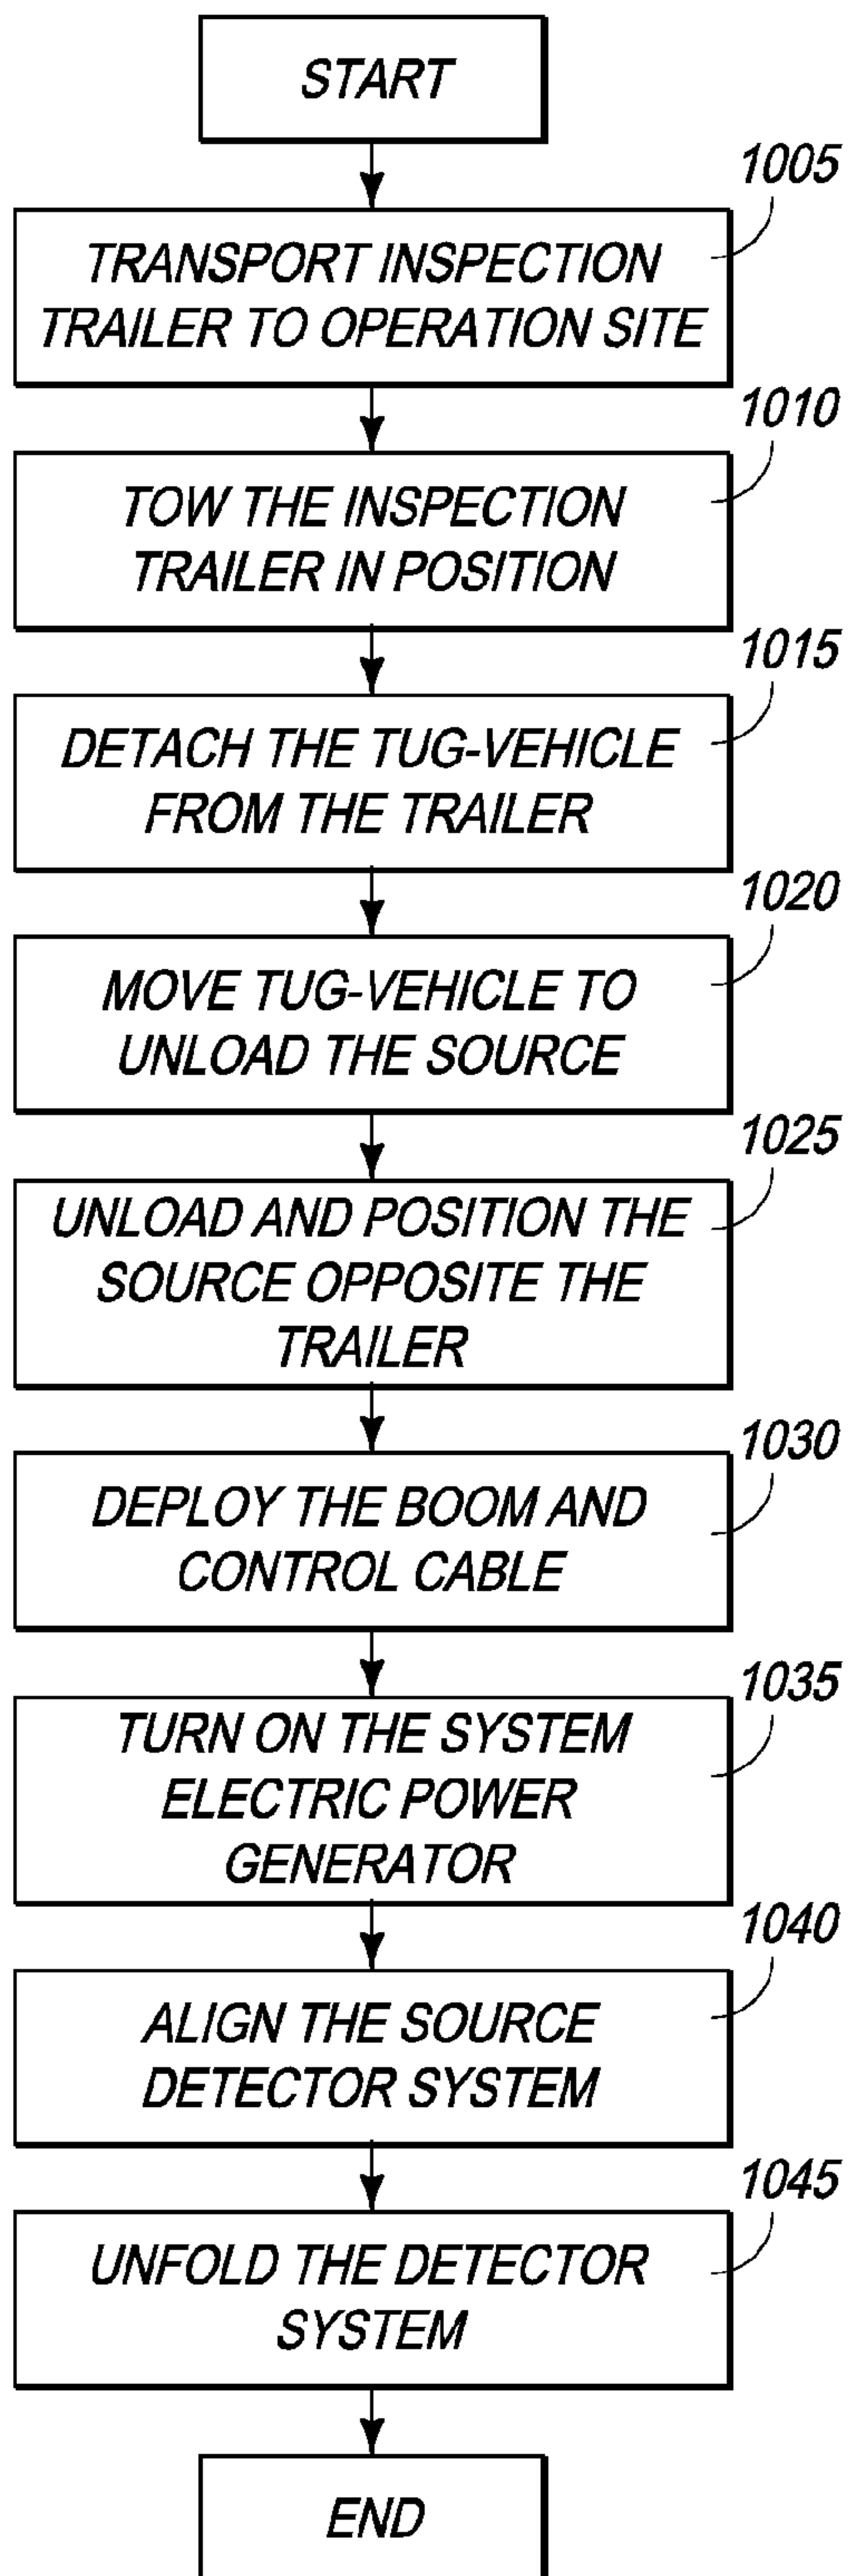 START
1005
TRANSPORT INSPECTION
TRAILER TO OPERATION SITE
1010
TOW THE INSPECTION
TRAILER IN POSITION
1015
DETACH THE TUG-VEHICLE
FROM THE TRAILER
1020
MOVE TUG-VEHICLE TO
UNLOAD THE SOURCE
1025
UNLOAD AND POSITION THE
SOURCE OPPOSITE THE
TRAILER
1030
DEPLOY THE BOOM AND
CONTROL CABLE
1035
TURN ON THE SYSTEM
ELECTRIC POWER
GENERATOR
1040
ALIGN THE SOURCE
DETECTOR SYSTEM
1045
UNFOLD THE DETECTOR
SYSTEM
END